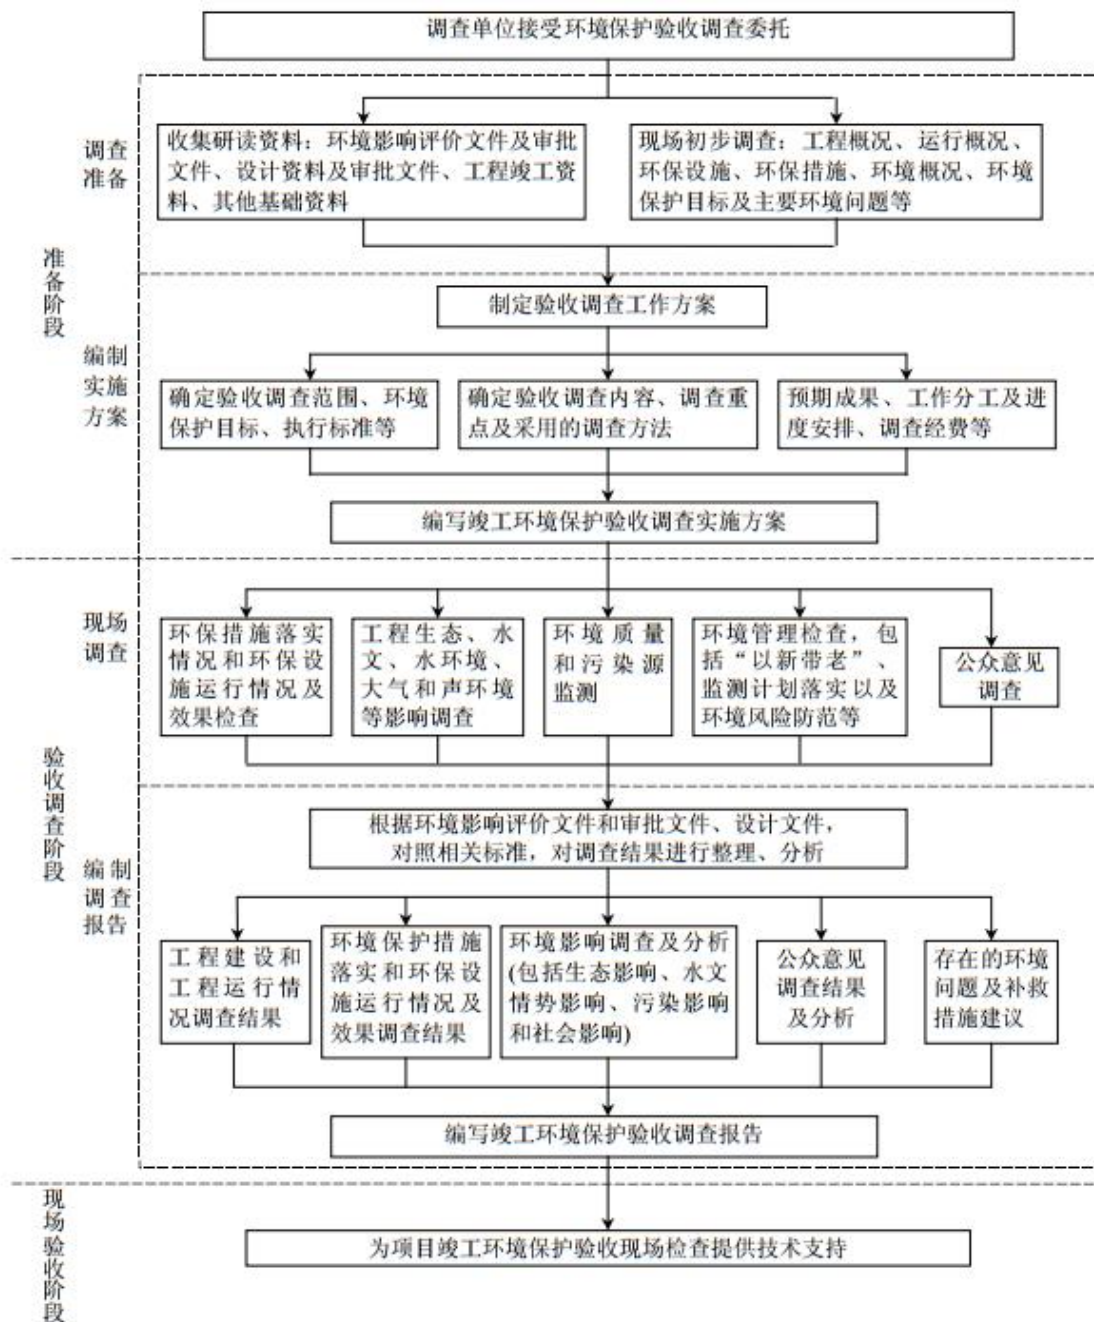 调查单位接受环境保护验收调查委托
调查
准备
收集研读资料：环境影响评价文件及审批
文件、设计资料及审批文件、工程竣工资
料、其他基础资料
现场初步调查：工程概况、运行概况、
环保设施、环保措施、环境概况、环境
保护目标及主要环境问题等
准备阶段
制定验收调查工作方案
编制
实施
方案
确定验收调查范围、环境
保护目标、执行标准等
确定验收调查内容、调查重
点及采用的调查方法
预期成果、工作分工及进
度安排、调查经费等
编写竣工环境保护验收调查实施方案
现场
调查
环保措施落实
情况和环保设
施运行情况及
效果检查
工程生态、水
文、水环境、
大气和声环境
等影响调查
环境质量
和污染源
监测
环境管理检查，包
括“以新带老”、
监测计划落实以及
环境风险防范等
公众意见
调查
验收调查阶段
根据环境影响评价文件和审批文件、设计文件，
对照相关标准，对调查结果进行整理、分析
编制
调查
报告
工程建设和
工程运行情
况调查结果
环境保护措施
落实和环保设
施运行情况及
效果调查结果
环境影响调查及分析
(包括生态影响、水文
情势影响、污染影响
和社会影响)
公众意见
调查结果
及分析
存在的环境
问题及补救
措施建议
编写竣工环境保护验收调查报告
现场验收阶段
为项目竣工环境保护验收现场检查提供技术支持